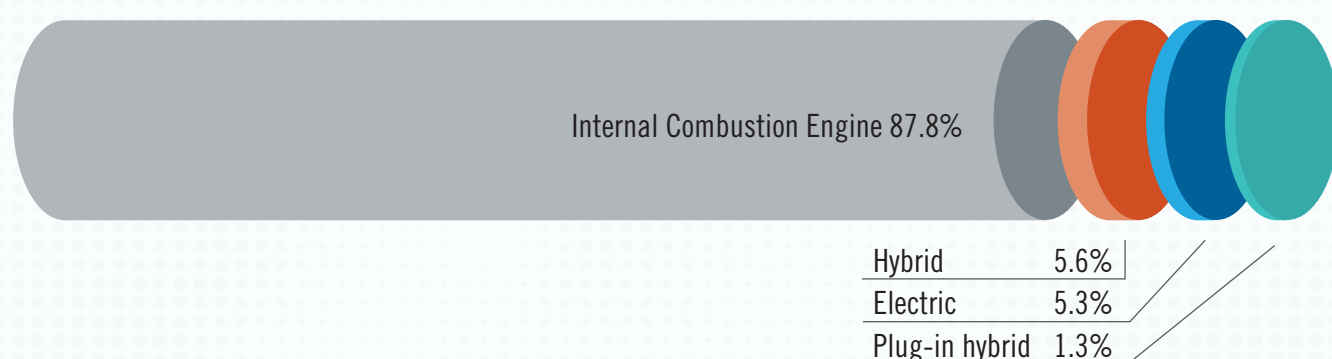 Internal Combustion Engine 87.8%
Hybrid 5.6%
Electric 5.3%
Plug-in hybrid 1.3%